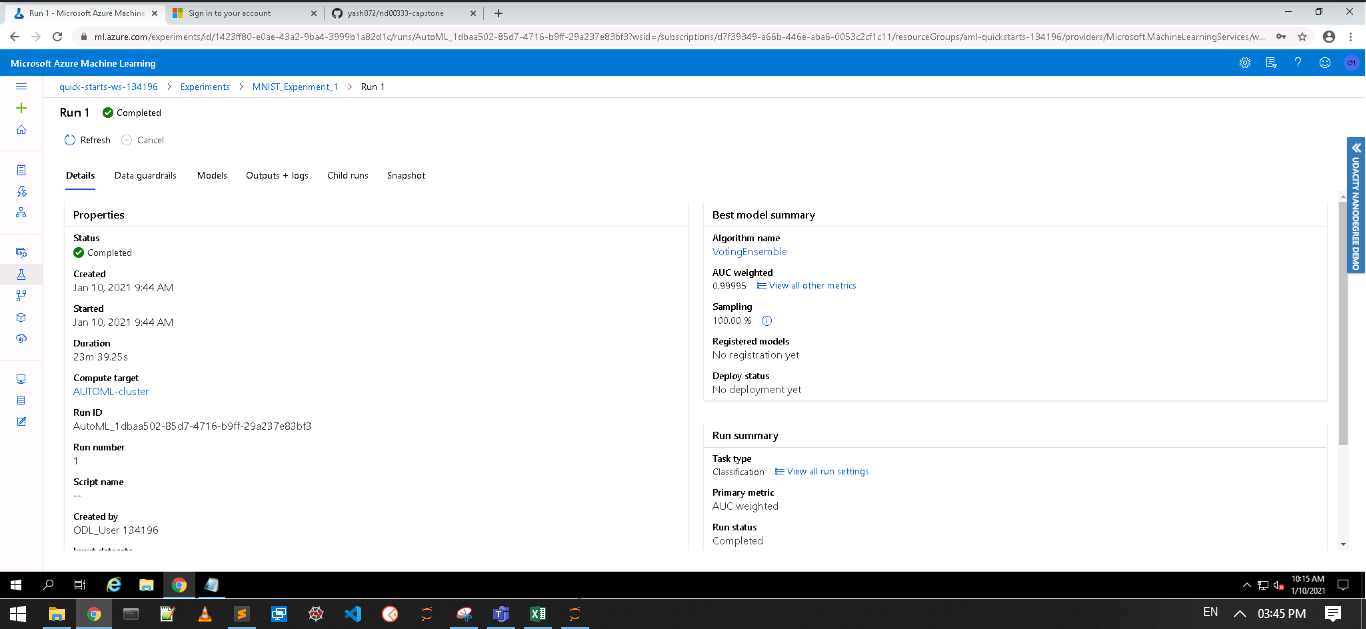 Run 1 - Microsoft Azure Machine
Sign in to your account
yash872/nd00333-capstone
ml.azure.com/experiments/id/1423ff80-e0ae-43a2-9ba4-3999b1a82d1c/runs/AutoML_1dbaa502-85d7-4716-b9ff-29a237e83bf3?wsid=/subscriptions/d7f39349-a66b-446e-aba6-0053c2cf1c11/resourceGroups/aml-quickstarts-134196/providers/Microsoft.MachineLearningServices/w...
Microsoft Azure Machine Learning
O1
quick-starts-ws-134196 > Experiments > MNIST_Experiment_1 > Run 1
Run 1 Completed
Refresh Cancel
Details Data guardrails Models Outputs + logs Child runs Snapshot
Properties
Status
Completed
Created
Jan 10, 2021 9:44 AM
Started
Jan 10, 2021 9:44 AM
Duration
23m 39.25s
Compute target
AUTOML-cluster
Run ID
AutoML_1dbaa502-85d7-4716-b9ff-29a237e83bf3
Run number
1
Script name
--
Created by
ODL_User 134196
Input datasets
Best model summary
Algorithm name
VotingEnsemble
AUC weighted
0.99995 View all other metrics
Sampling
100.00 %
Registered models
No registration yet
Deploy status
No deployment yet
Run summary
Task type
Classification View all run settings
Primary metric
AUC weighted
Run status
Completed
UDACITY NANODEGREE DEMO
10:15 AM
1/10/2021
EN
03:45 PM